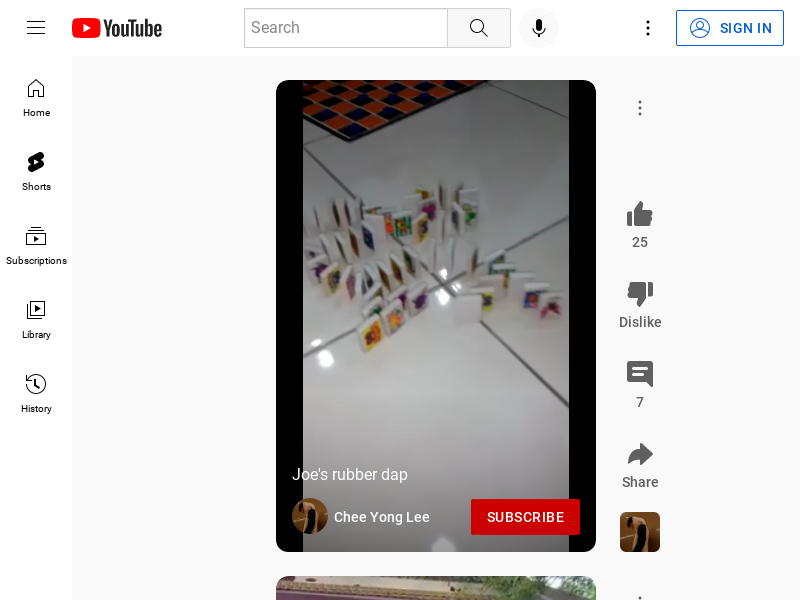 YouTube
Search
SIGN IN
Home
Shorts
Subscriptions
Library
History
Joe's rubber dap
Chee Yong Lee
SUBSCRIBE
25
Dislike
7
Share